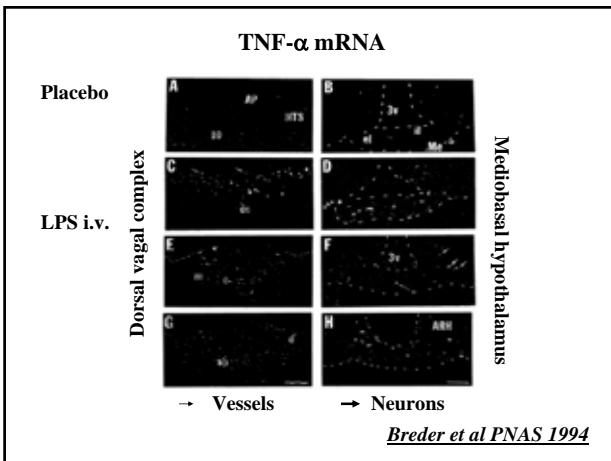 TNF-α mRNA
Placebo
LPS i.v.
Dorsal vagal complex
Mediobasal hypothalamus
A
AP
B
3v
Me
C
D
E
F
3v
G
H
ARH
→ Vessels
→ Neurons
Breder et al PNAS 1994